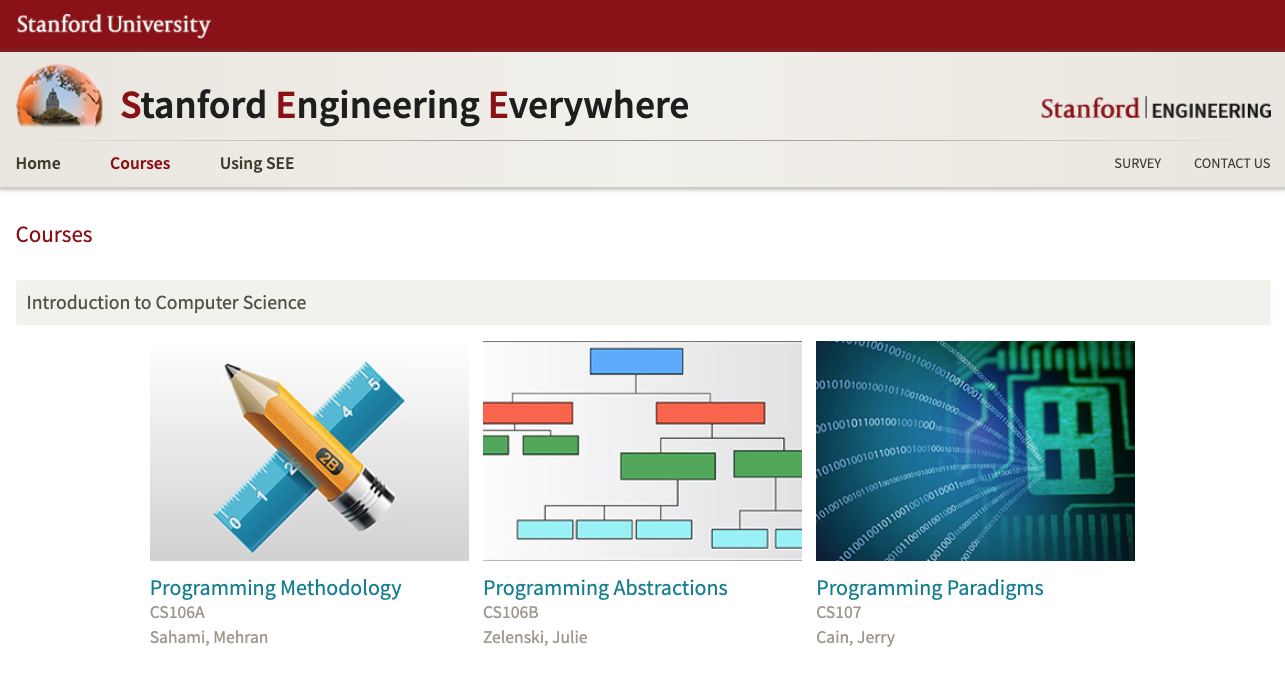 Stanford University
Stanford Engineering Everywhere
Stanford ENGINEERING
Home Courses Using SEE SURVEY CONTACT US
Courses
Introduction to Computer Science
0 1 2 4 5
2B
Programming Methodology
CS106A
Sahami, Mehran
Programming Abstractions
CS106B
Zelenski, Julie
Programming Paradigms
CS107
Cain, Jerry